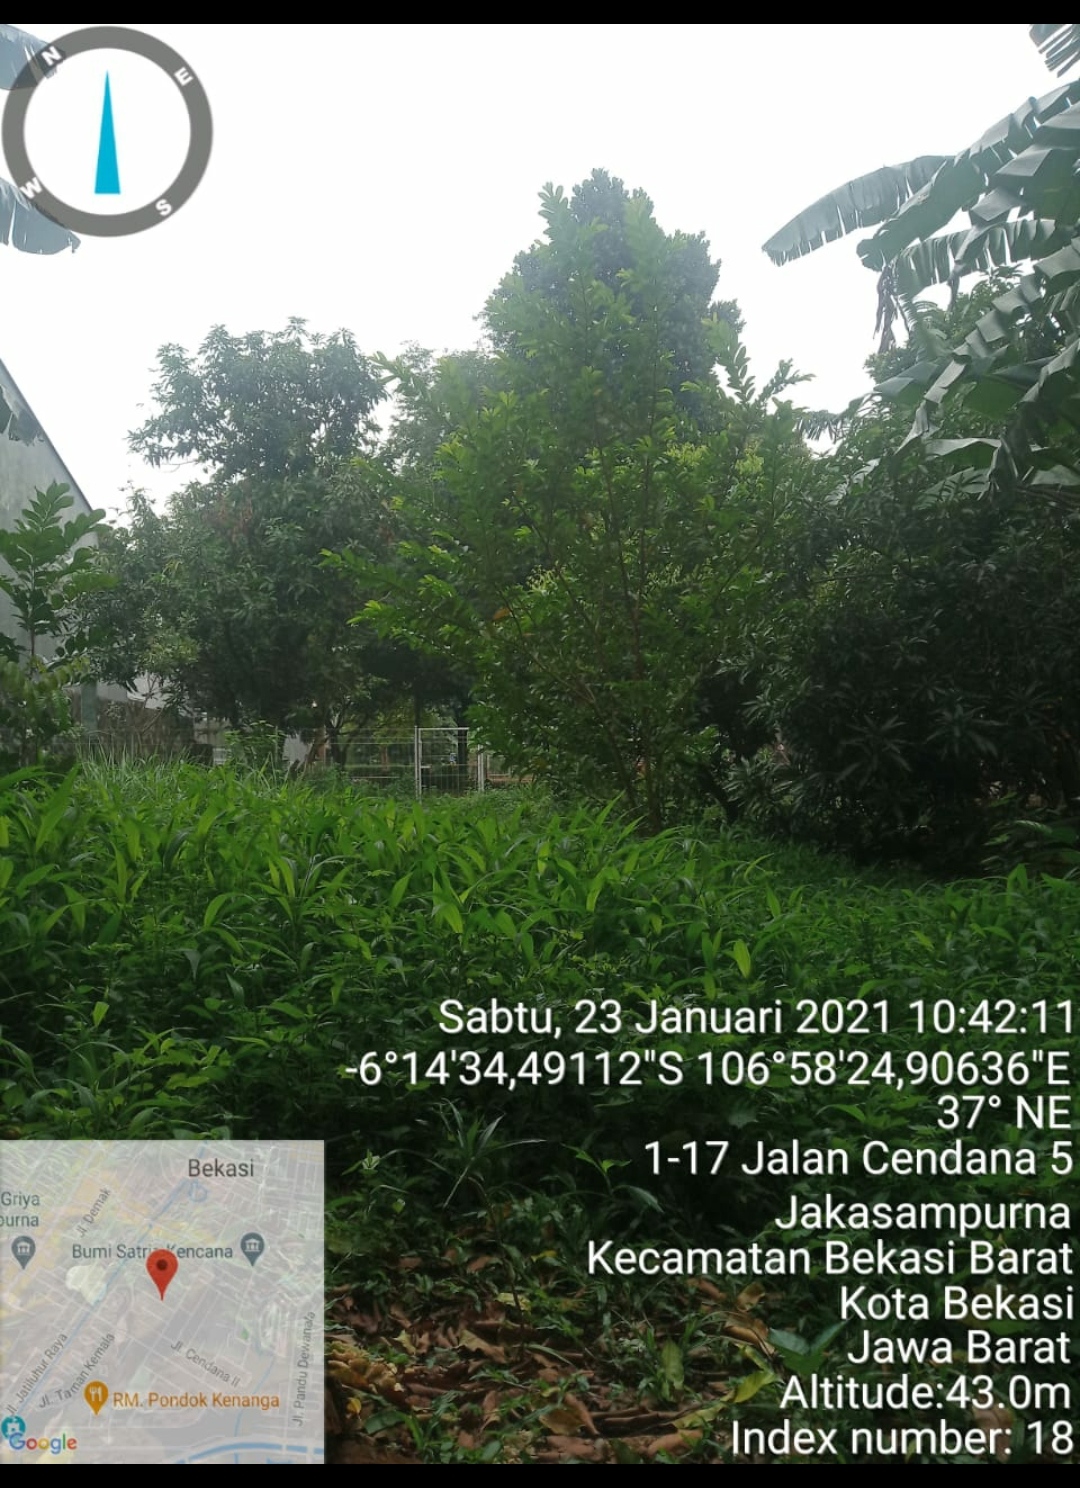 N
E
W
S
Sabtu, 23 Januari 2021 10:42:11
-6°14'34,49112"S 106°58'24,90636"E
37° NE
1-17 Jalan Cendana 5
Jakasampurna
Kecamatan Bekasi Barat
Kota Bekasi
Jawa Barat
Altitude:43.0m
Index number: 18
Bekasi
Griya
purna
Jl. Demak
Bumi Satria Kencana
Jl. Jatiluhur Raya
Jl. Taman Kemala
Jl. Cendana II
Jl. Pandu Dewanata
RM. Pondok Kenanga
Google